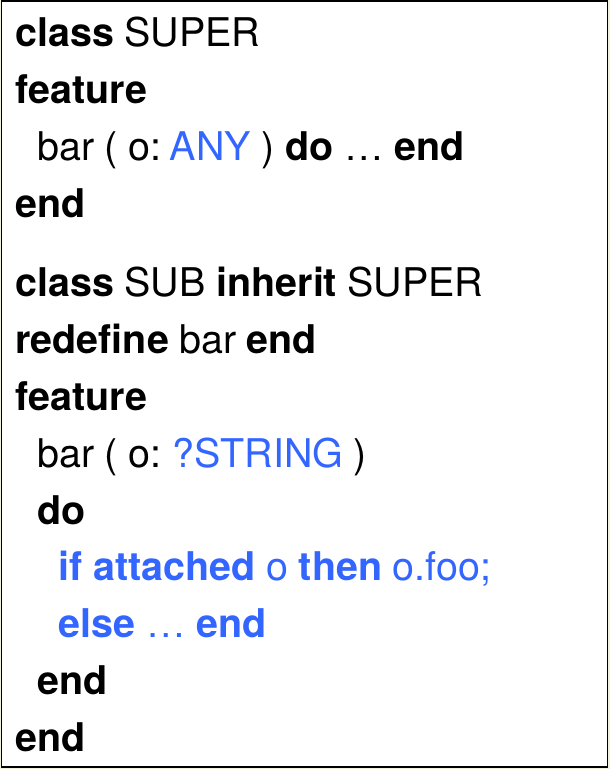 class SUPER
feature
bar ( o: ANY ) do … end
end
class SUB inherit SUPER
redefine bar end
feature
bar ( o: ?STRING )
do
if attached o then o.foo;
else … end
end
end